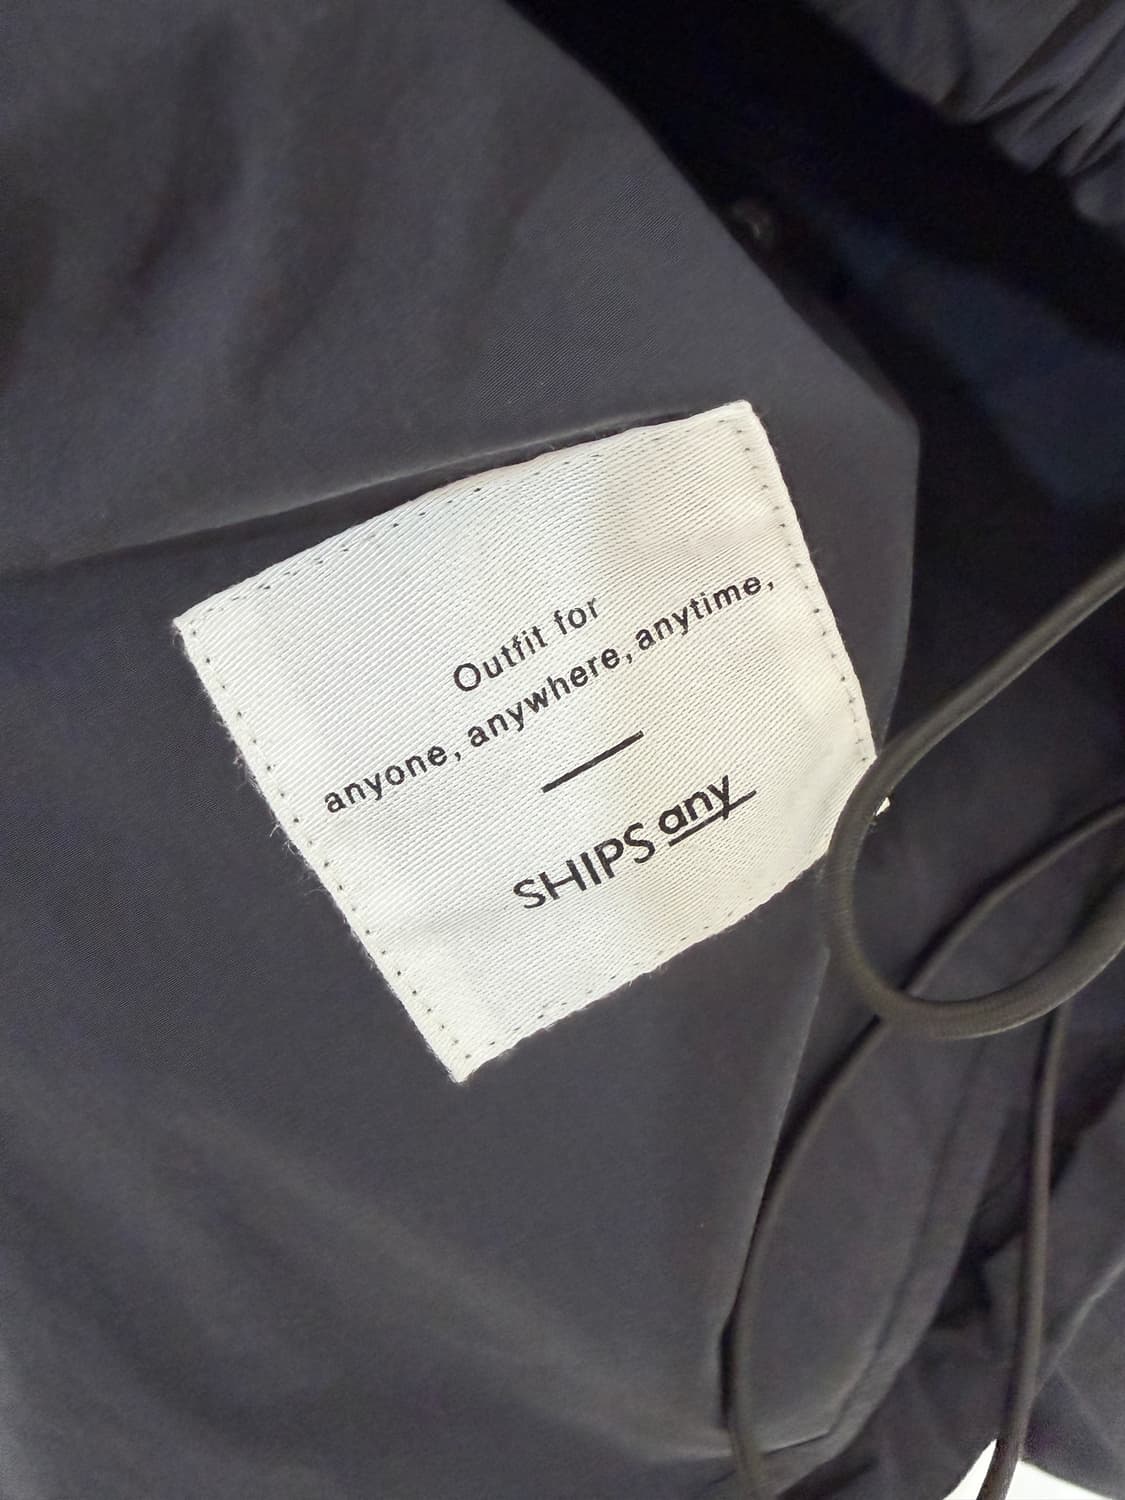 Outfit for
anyone, anywhere, anytime,
SHIPS any